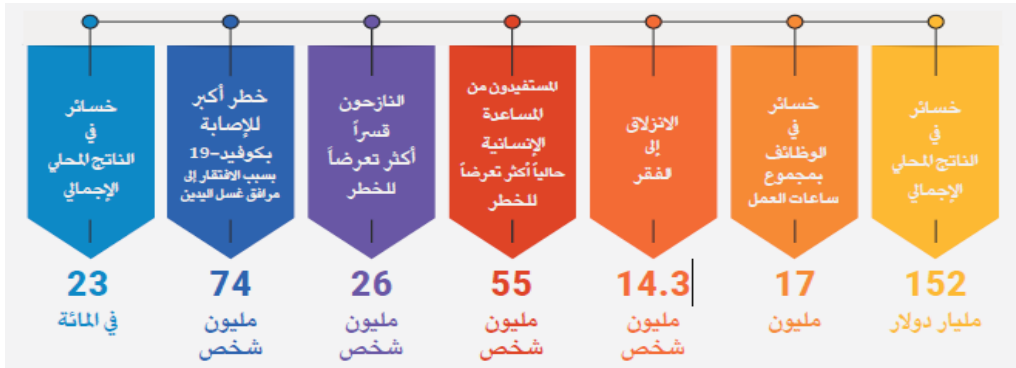 خسائر
في
الناتج المحلي
الإجمالي
152
مليار دولار
خسائر
في
الوظائف
بمجموع
ساعات العمل
17
مليون
الانزلاق
إلى
الفقر
14.3
مليون
شخص
المستفيدون من
المساعدة
الإنسانية
حالياً أكثر تعرضاً
للخطر
55
مليون
شخص
النازحون
قسراً
أكثر تعرضاً
للخطر
26
مليون
شخص
خطر أكبر
للإصابة
بكوفيد-19
بسبب الافتقار إلى
مرافق غسل اليدين
74
مليون
شخص
خسائر
في
الناتج المحلي
الإجمالي
23
في المائة